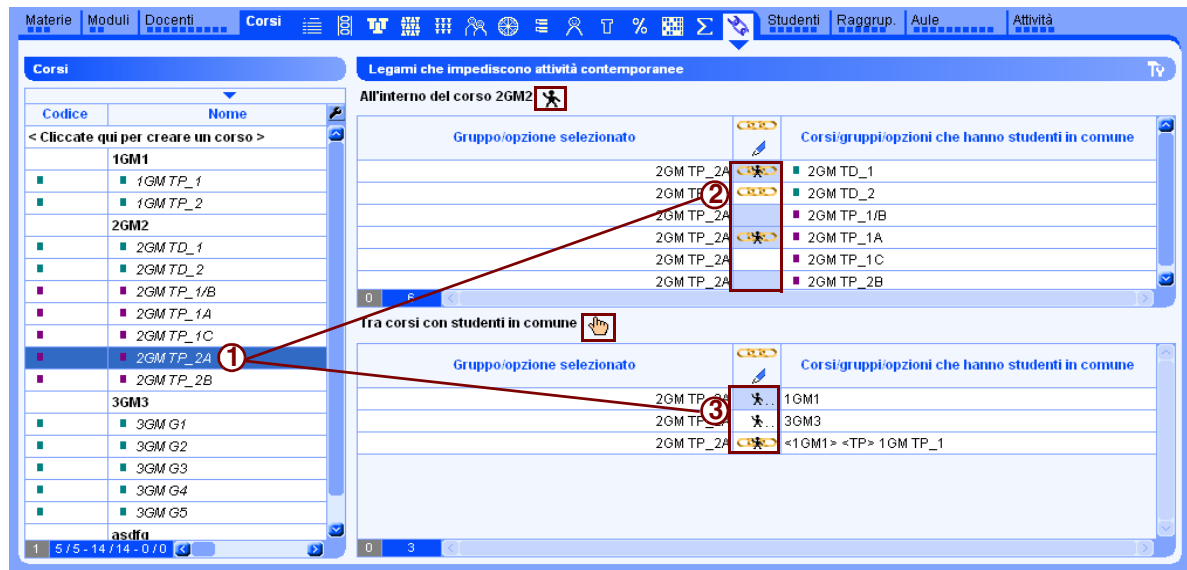 Materie Moduli Docenti Corsi % Σ Studenti Raggrup. Aule Attività
Corsi
Codice Nome
< Cliccate qui per creare un corso >
1GM1
1GM TP_1
1GM TP_2
2GM2
2GM TD_1
2GM TD_2
2GM TP_1/B
2GM TP_1A
2GM TP_1C
2GM TP_2A
2GM TP_2B
3GM3
3GM G1
3GM G2
3GM G3
3GM G4
3GM G5
asdfg
1 5/5-14/14-0/0
1
Legami che impediscono attività contemporanee
All'interno del corso 2GM2
Gruppo/opzione selezionato Corsi/gruppi/opzioni che hanno studenti in comune
2GM TP_2A 2GM TD_1
2GM TP 2 2GM TD_2
2GM TP_2A 2GM TP_1/B
2GM TP_2A 2GM TP_1A
2GM TP_2A 2GM TP_1C
2GM TP_2A 2GM TP_2B
0 6
Tra corsi con studenti in comune
Gruppo/opzione selezionato Corsi/gruppi/opzioni che hanno studenti in comune
2GM TP_2A .. 1GM1
2GM TP 3 .. 3GM3
2GM TP_2A <1GM1> <TP> 1GM TP_1
0 3